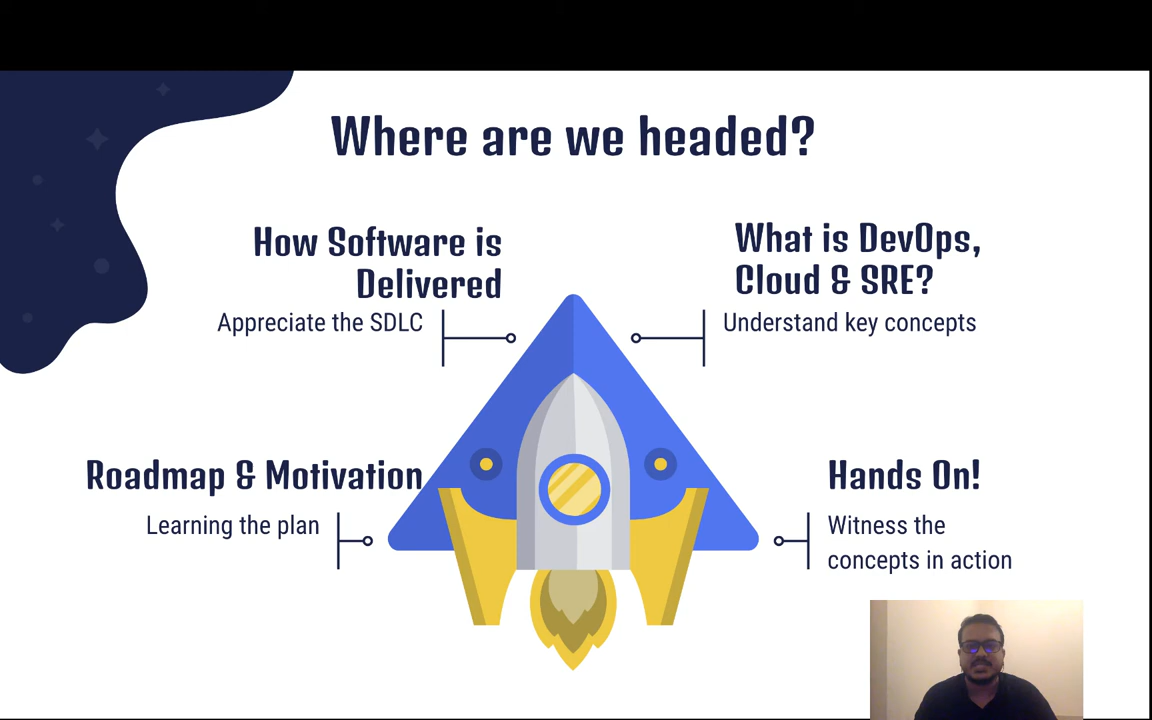 Where are we headed?
How Software is
Delivered
Appreciate the SDLC
What is DevOps,
Cloud & SRE?
Understand key concepts
Roadmap & Motivation
Learning the plan
Hands On!
Witness the
concepts in action